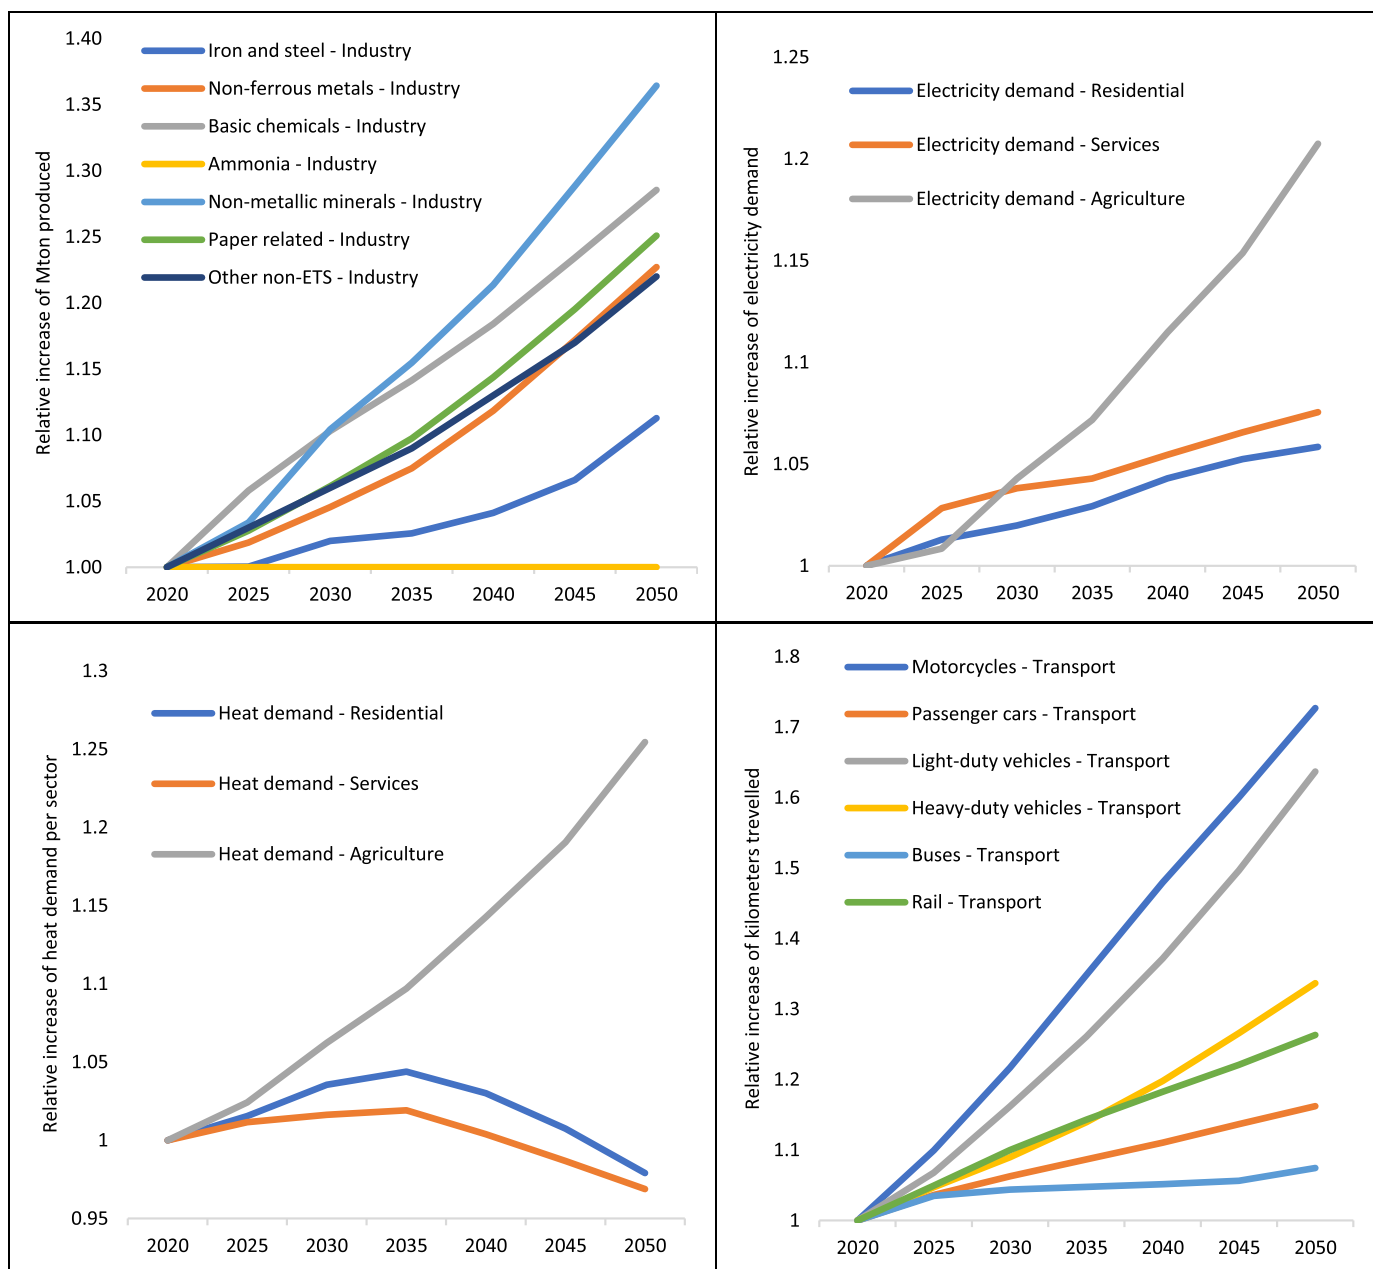 Relative increase of Mton produced
1.40
1.35
1.30
1.25
1.20
1.15
1.10
1.05
1.00
Iron and steel - Industry
Non-ferrous metals - Industry
Basic chemicals - Industry
Ammonia - Industry
Non-metallic minerals - Industry
Paper related - Industry
Other non-ETS - Industry
2020 2025 2030 2035 2040 2045 2050
Relative increase of electricity demand
1.25
1.2
1.15
1.1
1.05
1
Electricity demand - Residential
Electricity demand - Services
Electricity demand - Agriculture
2020 2025 2030 2035 2040 2045 2050
Relative increase of heat demand per sector
1.3
1.25
1.2
1.15
1.1
1.05
1
0.95
Heat demand - Residential
Heat demand - Services
Heat demand - Agriculture
2020 2025 2030 2035 2040 2045 2050
Relative increase of kilometers trevelled
1.8
1.7
1.6
1.5
1.4
1.3
1.2
1.1
1
Motorcycles - Transport
Passenger cars - Transport
Light-duty vehicles - Transport
Heavy-duty vehicles - Transport
Buses - Transport
Rail - Transport
2020 2025 2030 2035 2040 2045 2050